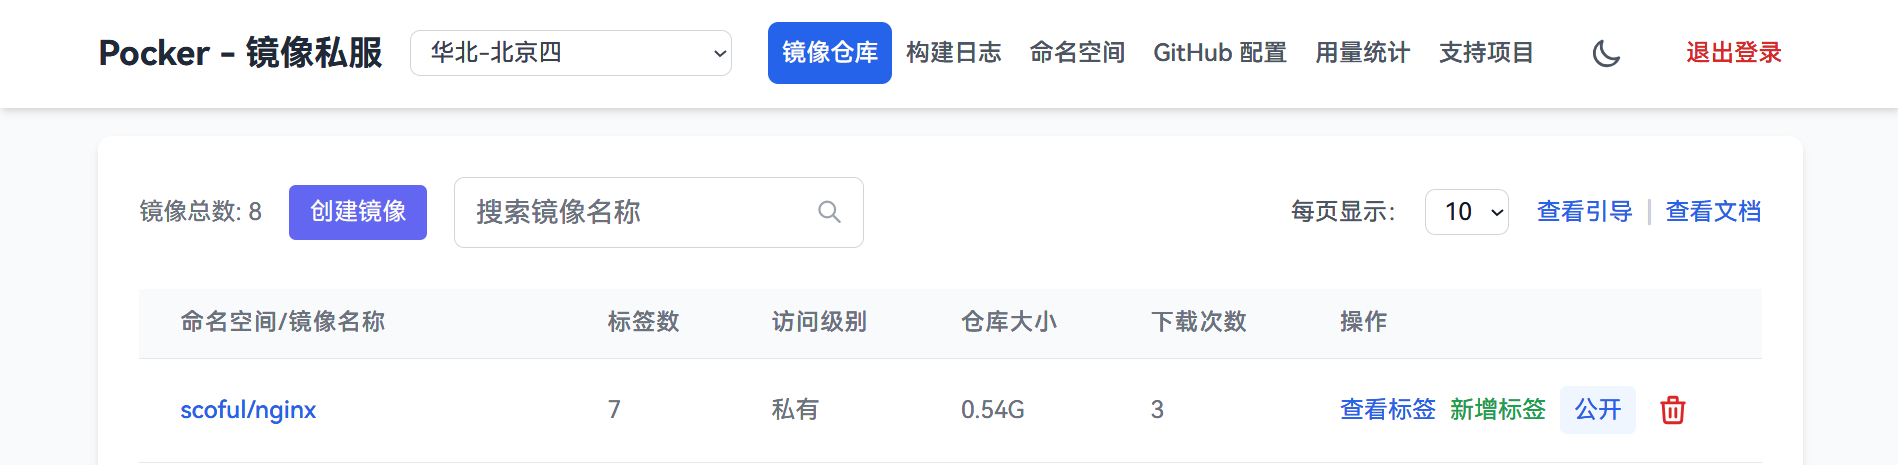 Pocker - 镜像私服 华北-北京四 镜像仓库 构建日志 命名空间 GitHub 配置 用量统计 支持项目 退出登录
镜像总数: 8 创建镜像 搜索镜像名称 每页显示: 10 查看引导 | 查看文档
命名空间/镜像名称 标签数 访问级别 仓库大小 下载次数 操作
scoful/nginx 7 私有 0.54G 3 查看标签 新增标签 公开